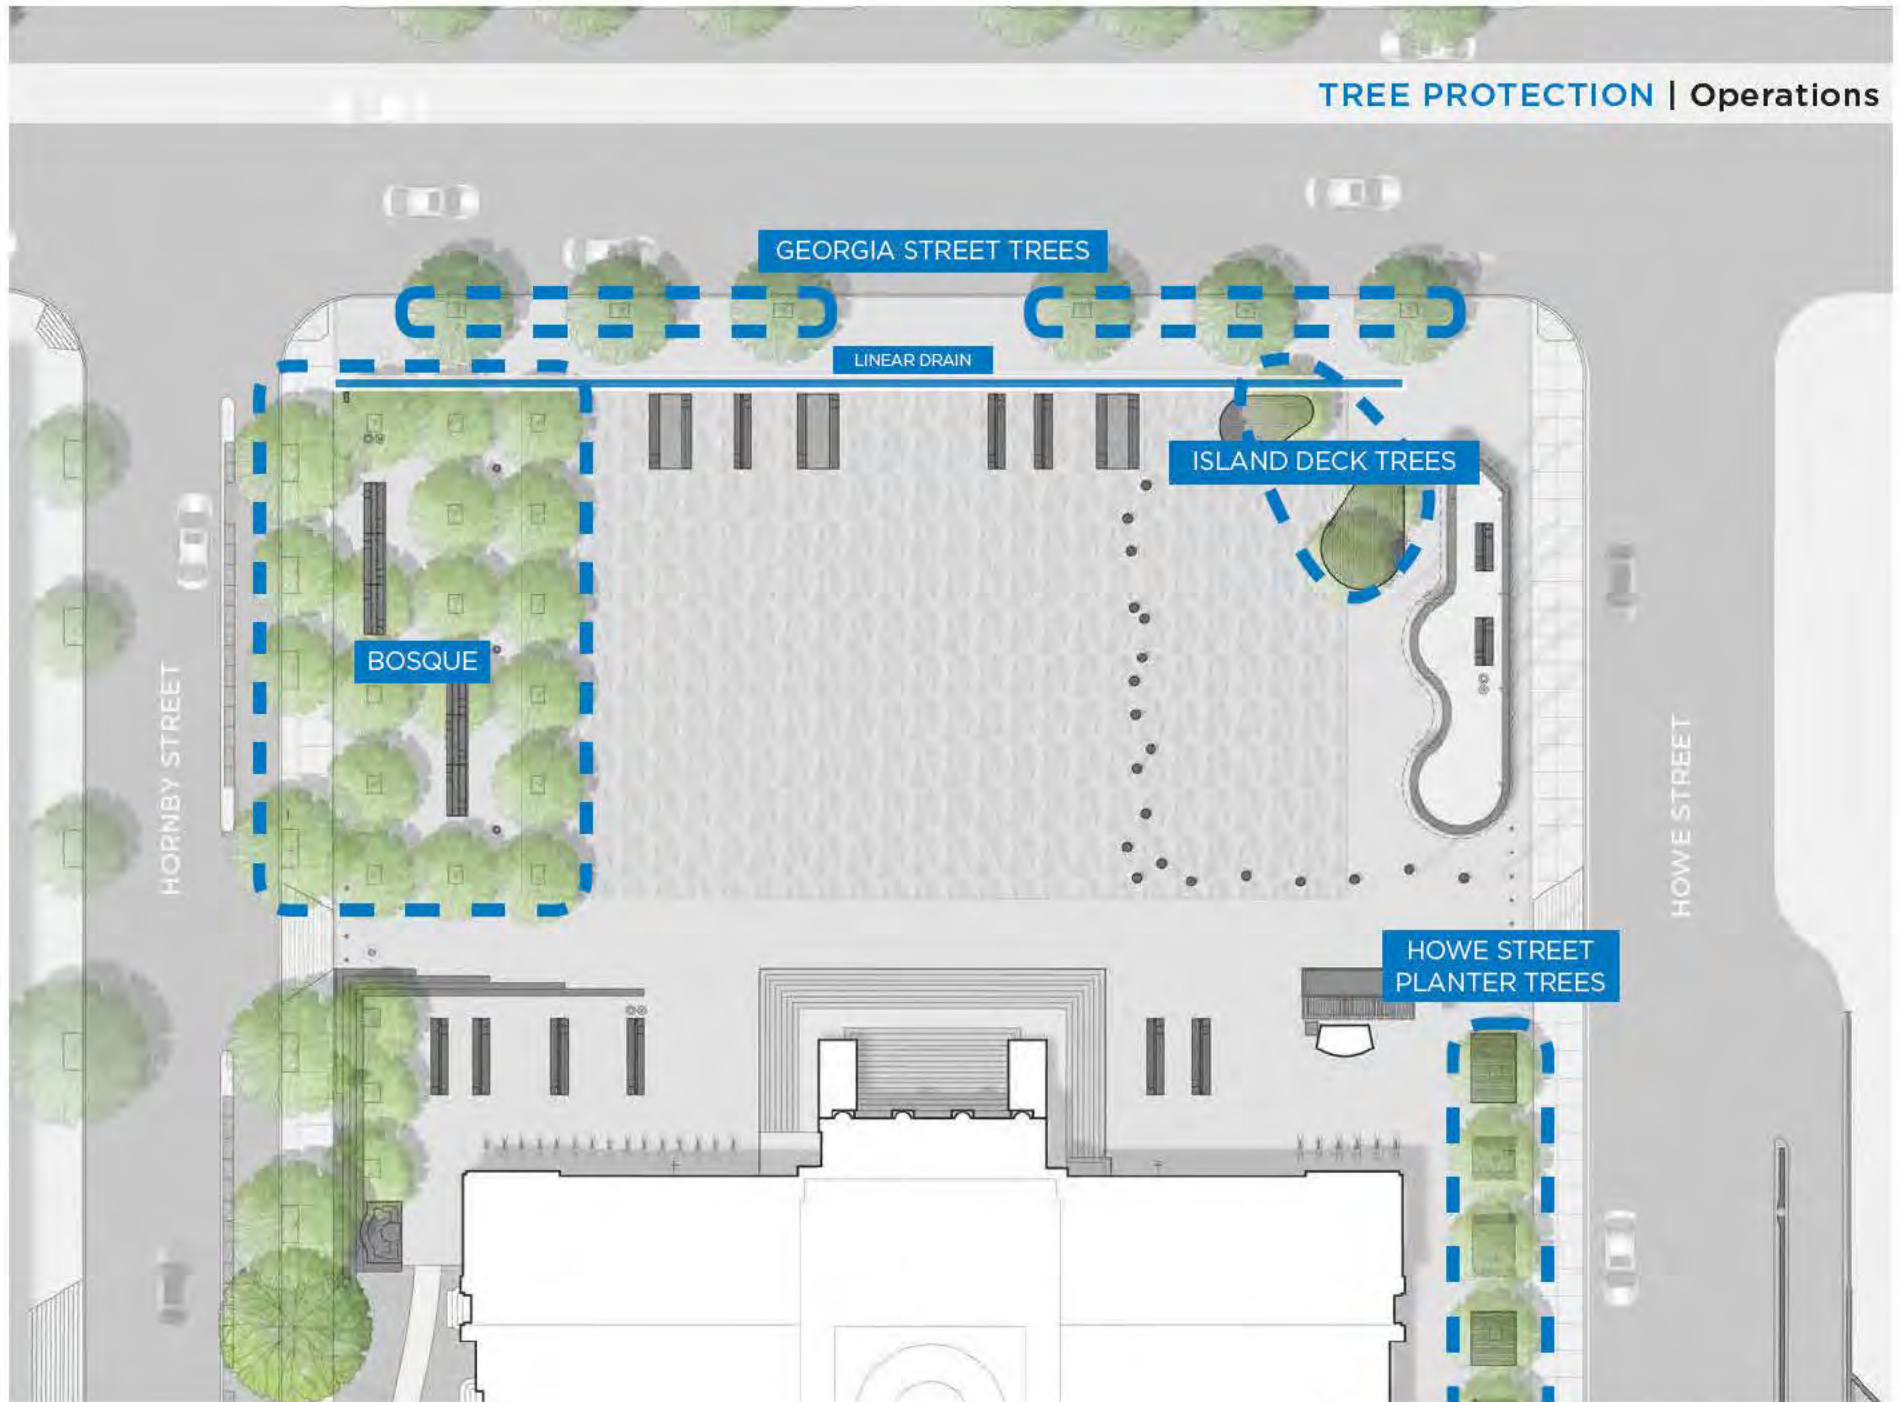 TREE PROTECTION | Operations
GEORGIA STREET TREES
LINEAR DRAIN
ISLAND DECK TREES
BOSQUE
HORNBY STREET
HOWE STREET
HOWE STREET
PLANTER TREES